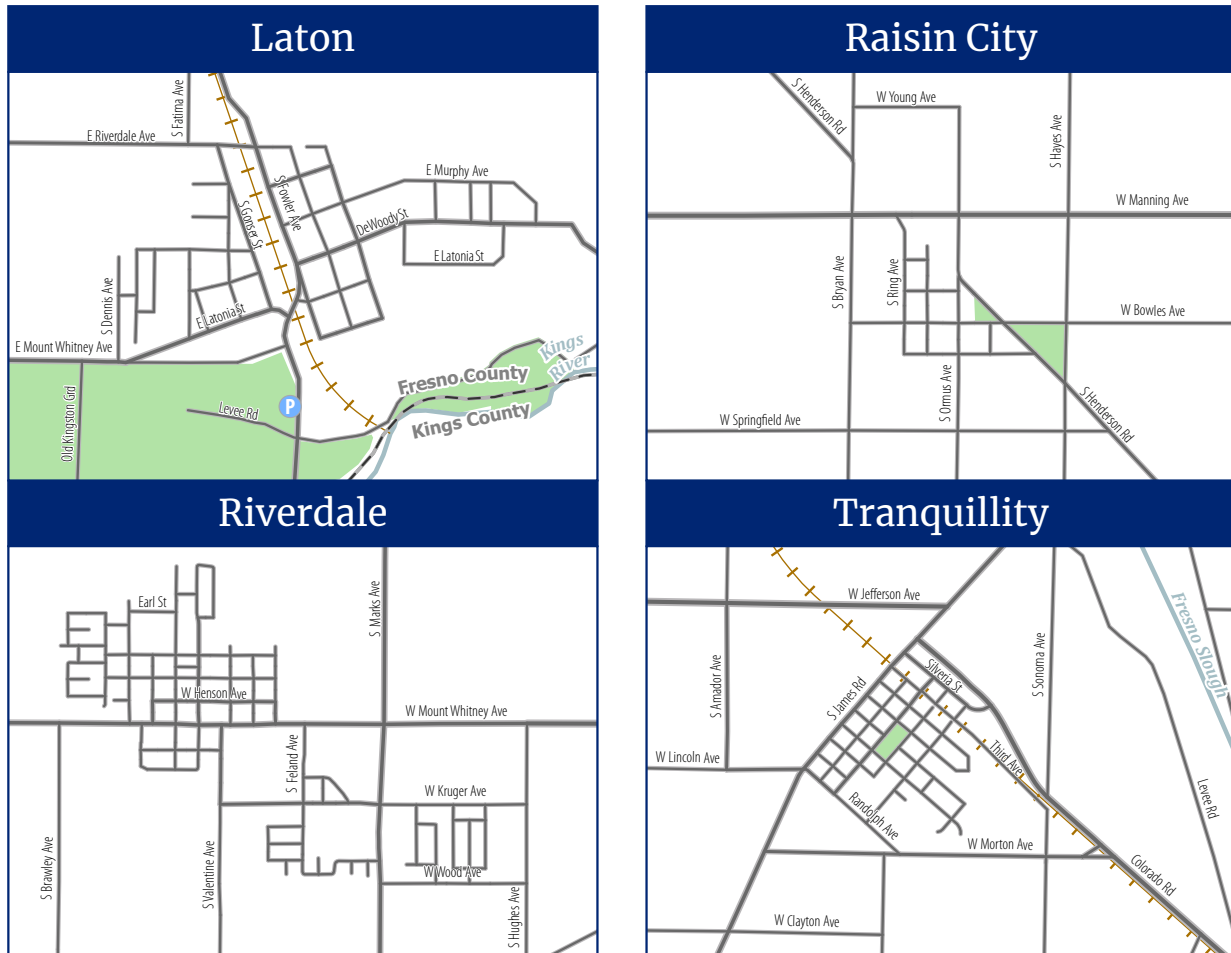 Laton
S Fatima Ave
E Riverdale Ave
S Fowler Ave
S Gonser St
E Murphy Ave
DeWoody St
E Latonia St
S Dennis Ave
E Latonia St
E Mount Whitney Ave
Kings
River
Fresno County
Kings County
P
Levee Rd
Old Kingston Grd
Raisin City
S Henderson Rd
W Young Ave
S Hayes Ave
W Manning Ave
S Bryan Ave
S Ring Ave
W Bowles Ave
S Ormus Ave
S Henderson Rd
W Springfield Ave
Riverdale
Earl St
S Marks Ave
W Henson Ave
W Mount Whitney Ave
S Feland Ave
W Kruger Ave
S Brawley Ave
S Valentine Ave
W Wood Ave
S Hughes Ave
Tranquillity
W Jefferson Ave
Fresno Slough
S Amador Ave
S Sonoma Ave
Silveria St
S James Rd
W Lincoln Ave
Third Ave
Levee Rd
Randolph Ave
W Morton Ave
Colorado Rd
W Clayton Ave